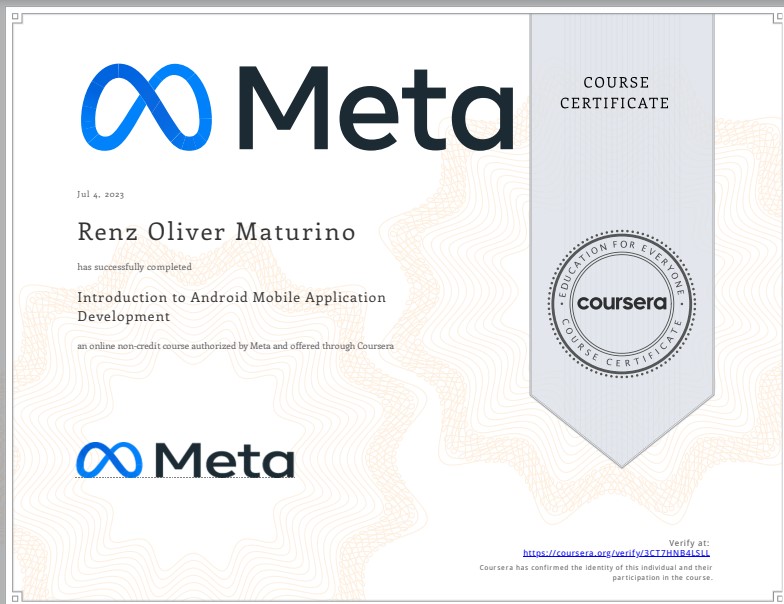 Meta
COURSE
CERTIFICATE
Jul 4, 2023
Renz Oliver Maturino
has successfully completed
Introduction to Android Mobile Application
Development
an online non-credit course authorized by Meta and offered through Coursera
EDUCATION FOR EVERYONE
coursera
COURSE CERTIFICATE
Meta
Verify at:
https://coursera.org/verify/3CT7HNB4LSLL
Coursera has confirmed the identity of this individual and their
participation in the course.